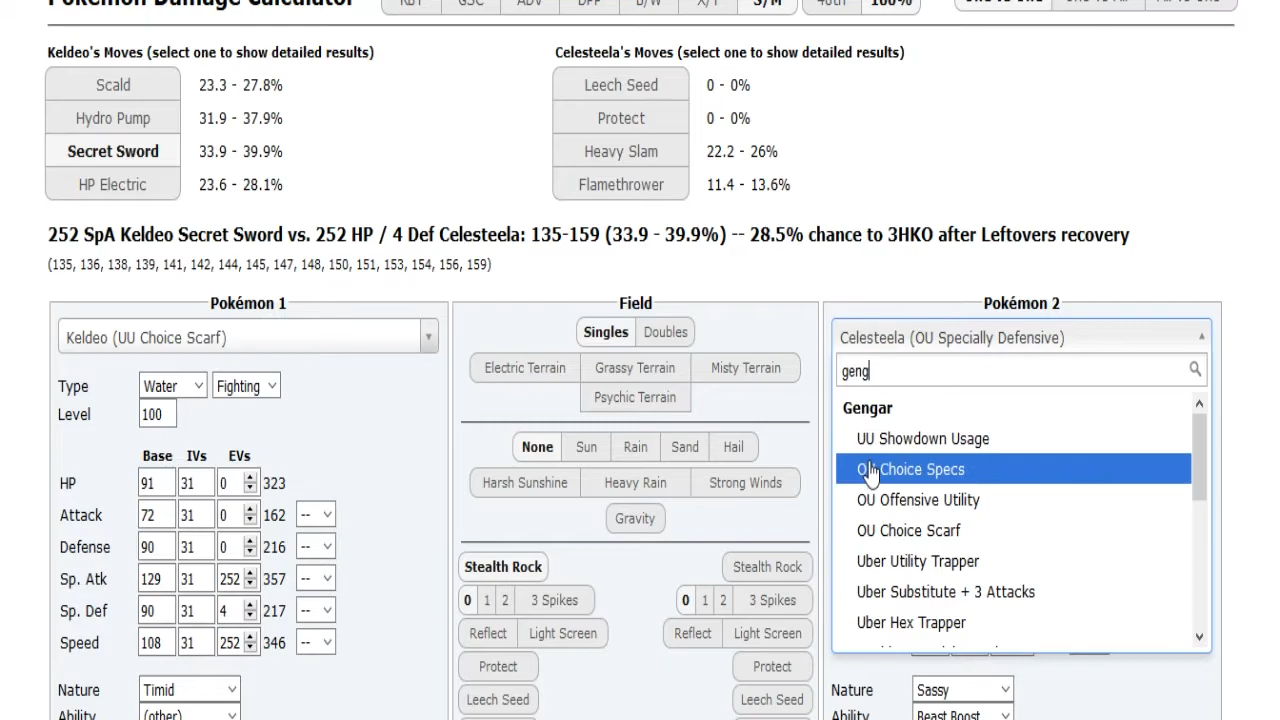 Pokémon Damage Calculator RBY GSC ADV DPP B/W X/Y S/M 100%
Keldeo's Moves (select one to show detailed results) Celesteela's Moves (select one to show detailed results)
Scald 23.3 - 27.8% Leech Seed 0 - 0%
Hydro Pump 31.9 - 37.9% Protect 0 - 0%
Secret Sword 33.9 - 39.9% Heavy Slam 22.2 - 26%
HP Electric 23.6 - 28.1% Flamethrower 11.4 - 13.6%
252 SpA Keldeo Secret Sword vs. 252 HP / 4 Def Celesteela: 135-159 (33.9 - 39.9%) -- 28.5% chance to 3HKO after Leftovers recovery
(135, 136, 138, 139, 141, 142, 144, 145, 147, 148, 150, 151, 153, 154, 156, 159)
Pokémon 1
Keldeo (UU Choice Scarf)
Type Water Fighting
Level 100
Base IVs EVs
HP 91 31 0 323
Attack 72 31 0 162 --
Defense 90 31 0 216 --
Sp. Atk 129 31 252 357 --
Sp. Def 90 31 4 217 --
Speed 108 31 252 346 --
Nature Timid
Ability (other)
Field
Singles Doubles
Electric Terrain Grassy Terrain Misty Terrain
Psychic Terrain
None Sun Rain Sand Hail
Harsh Sunshine Heavy Rain Strong Winds
Gravity
Stealth Rock Stealth Rock
0 1 2 3 Spikes 0 1 2 3 Spikes
Reflect Light Screen Reflect Light Screen
Protect Protect
Leech Seed Leech Seed
Pokémon 2
Celesteela (OU Specially Defensive)
geng
Gengar
UU Showdown Usage
OU Choice Specs
OU Offensive Utility
OU Choice Scarf
Uber Utility Trapper
Uber Substitute + 3 Attacks
Uber Hex Trapper
Nature Sassy
Ability Beast Boost